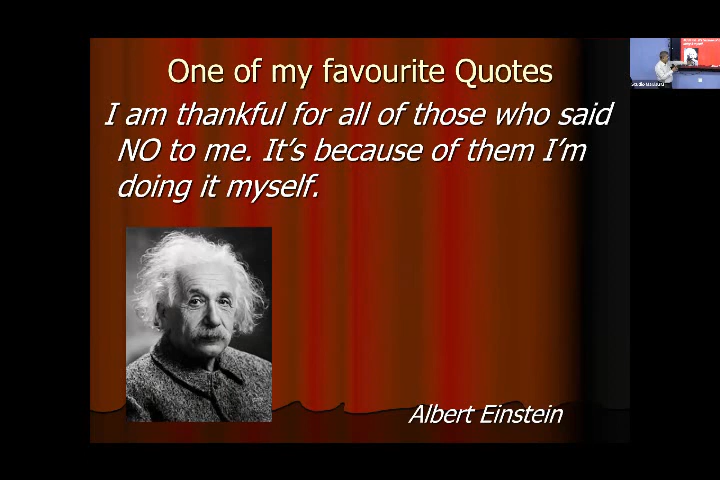 One of my favourite Quotes
I am thankful for all of those who said
NO to me. It's because of them I'm
doing it myself.
Albert Einstein